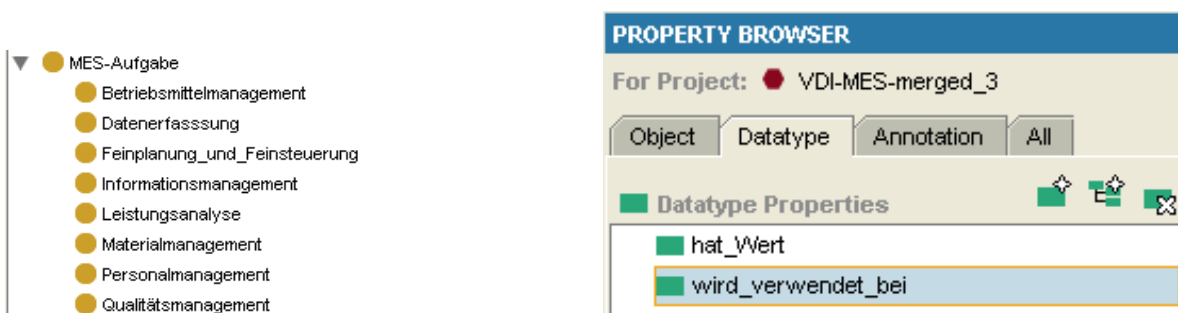 MES-Aufgabe
Betriebsmittelmanagement
Datenerfasssung
Feinplanung_und_Feinsteuerung
Informationsmanagement
Leistungsanalyse
Materialmanagement
Personalmanagement
Qualitätsmanagement
PROPERTY BROWSER
For Project: VDI-MES-merged_3
Object Datatype Annotation All
Datatype Properties
hat_Wert
wird_verwendet_bei